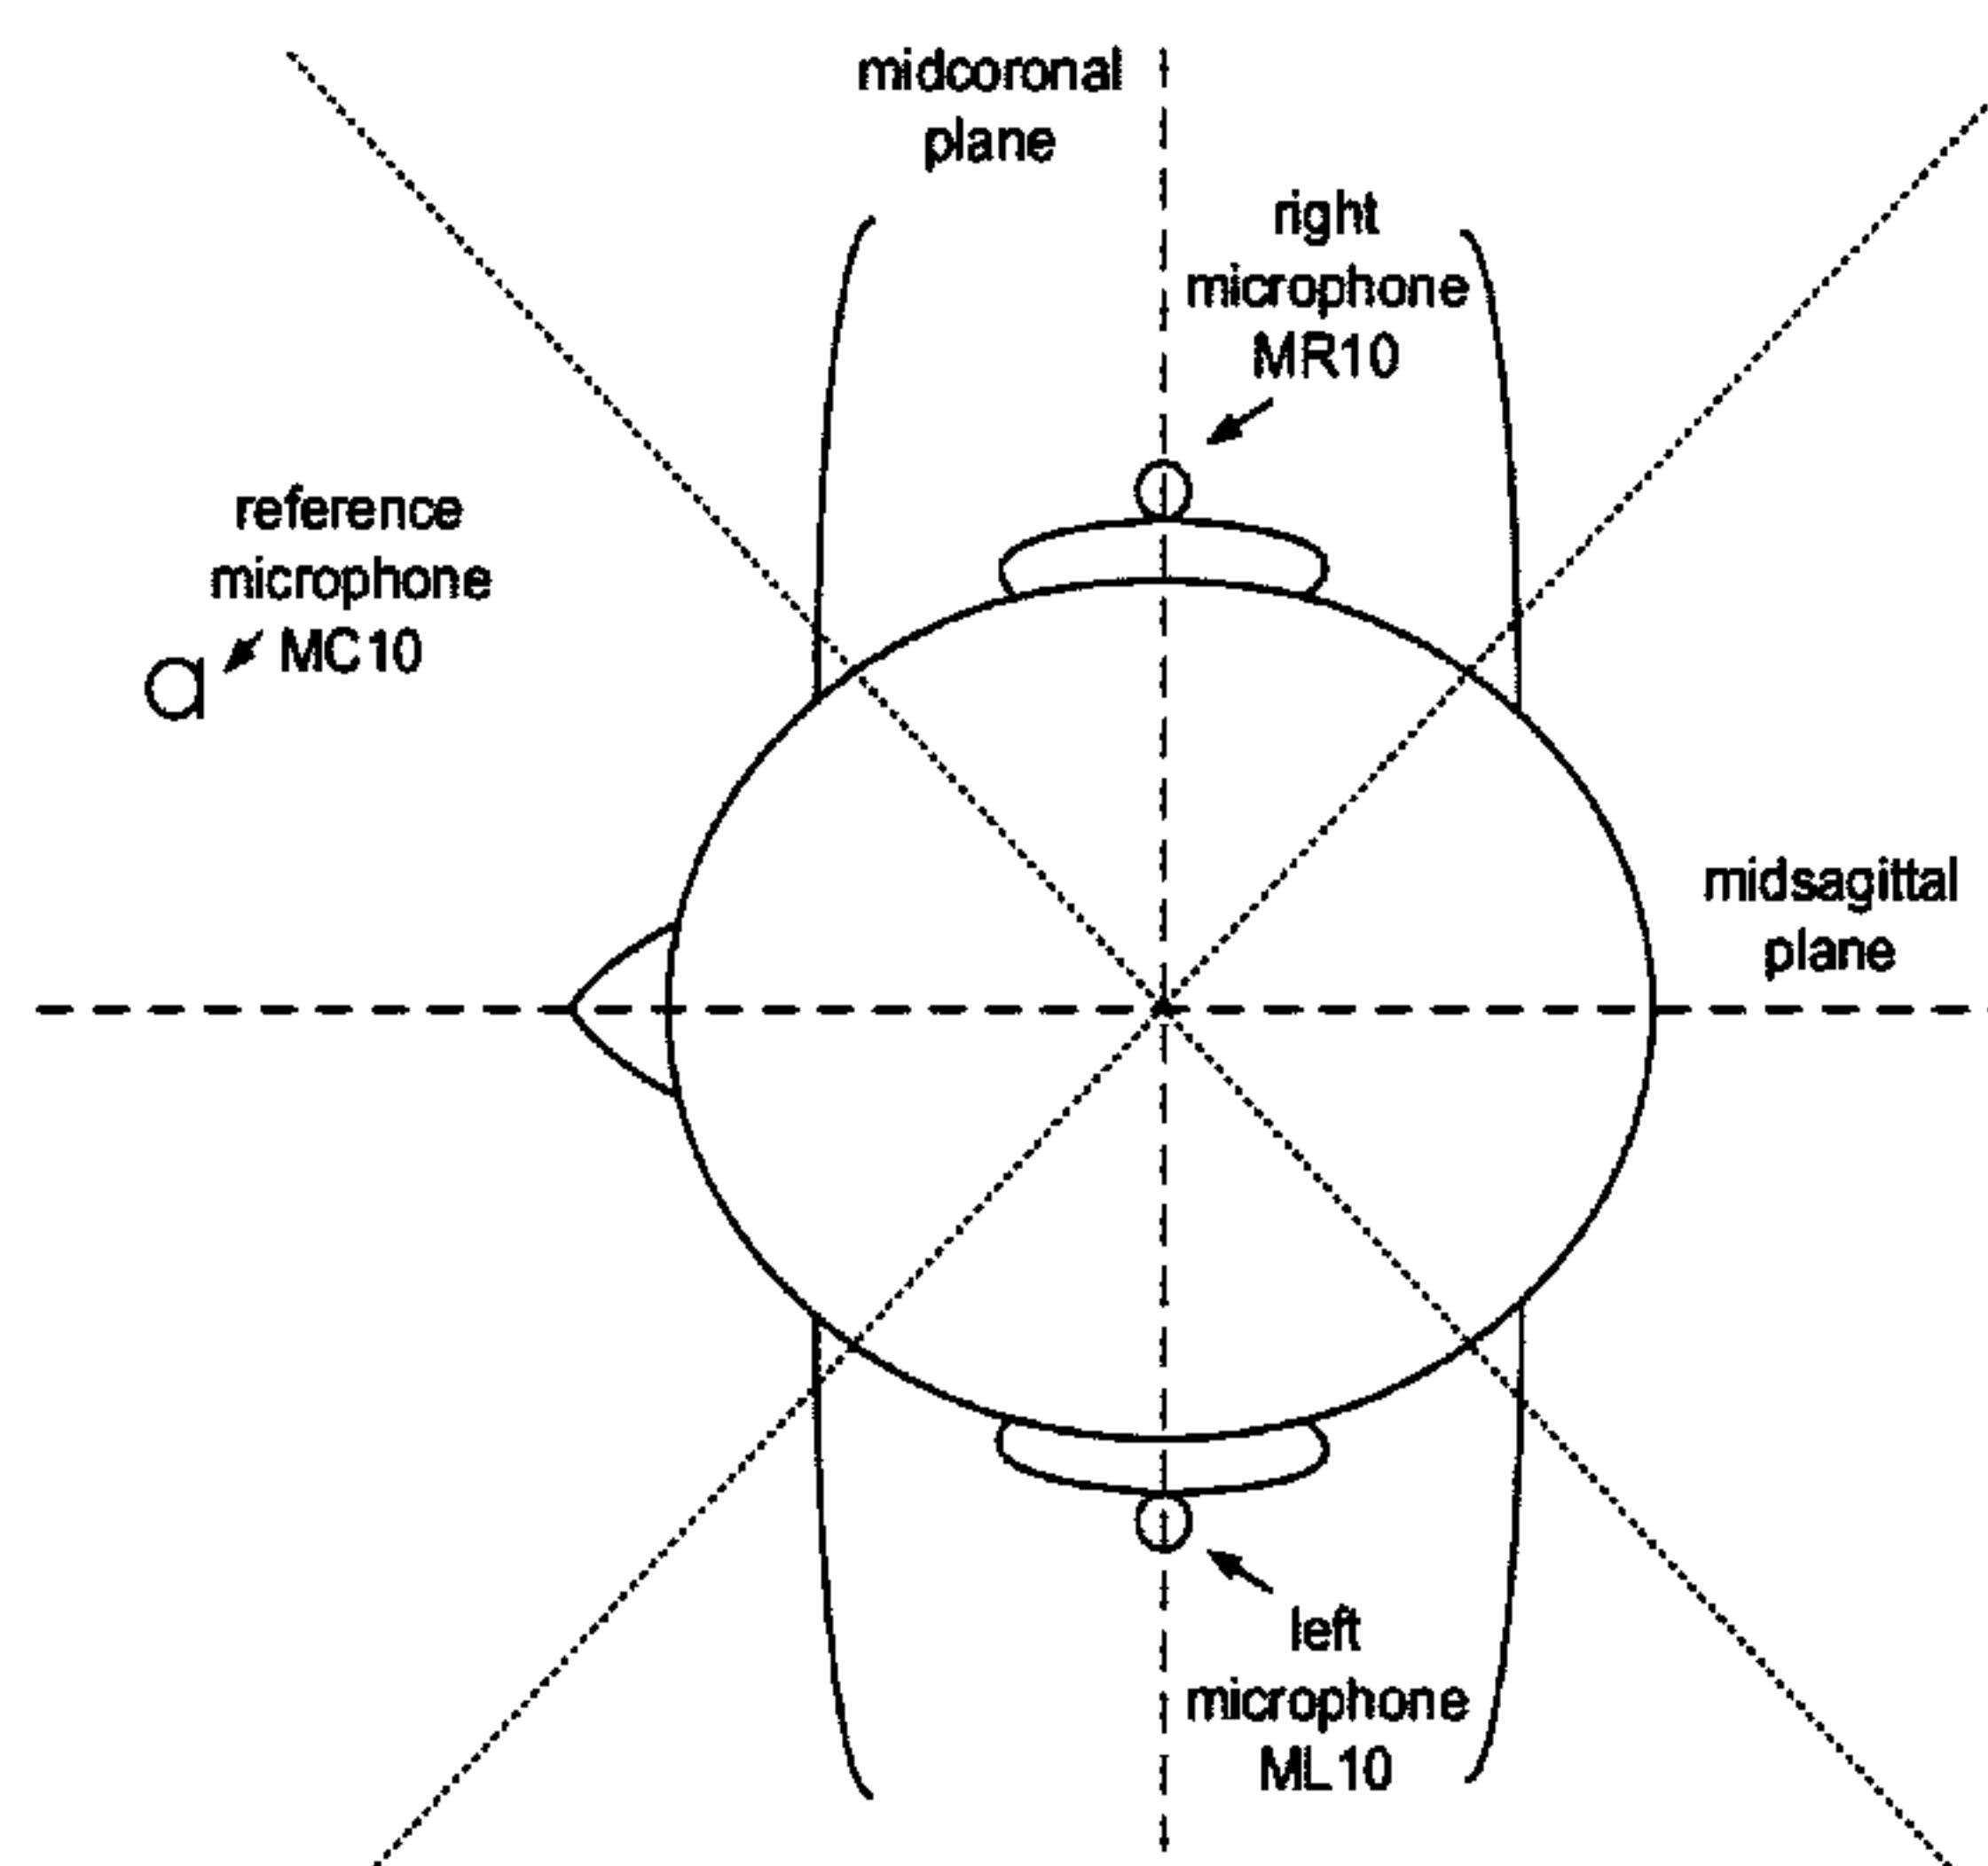 midcoronal
plane
right
microphone
MR10
reference
microphone
MC10
midsagittal
plane
left
microphone
ML10